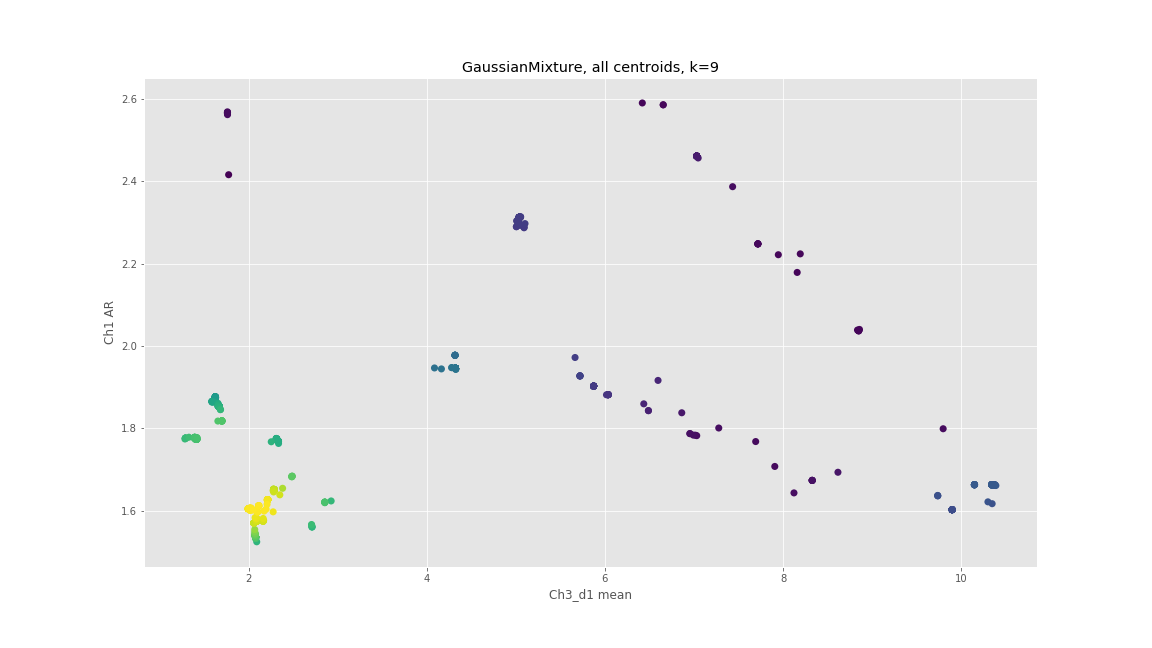 GaussianMixture, all centroids, k=9
2.6
2.4
2.2
2.0
1.8
1.6
Ch1 AR
2 4 6 8 10
Ch3_d1 mean